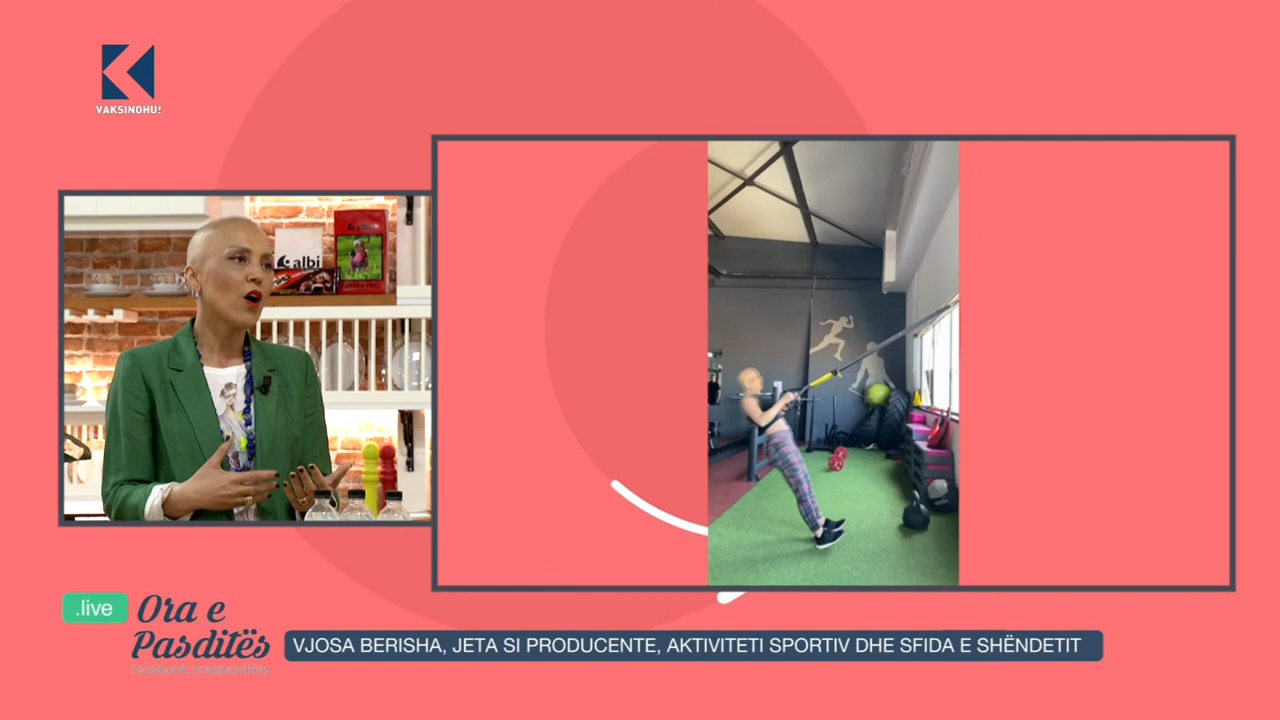 VAKSINOHU!
albi
.live
Ora e
Pasditës
VJOSA BERISHA, JETA SI PRODUCENTE, AKTIVITETI SPORTIV DHE SFIDA E SHËNDETIT